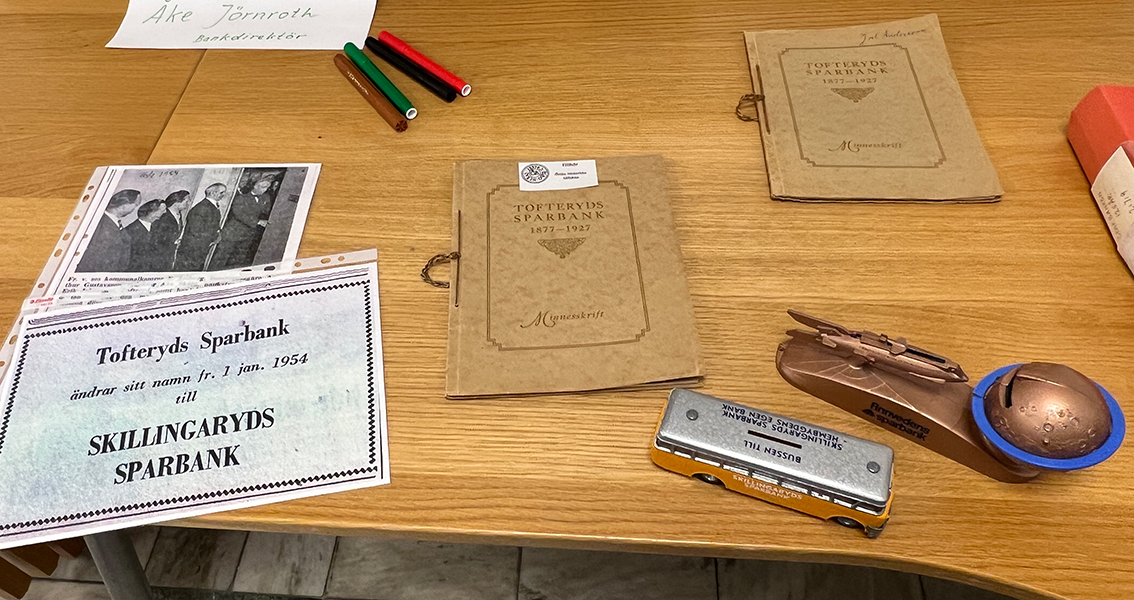 Åke Jörnroth
Bankdirektör
TOFTERYDS
SPARBANK
1877—1927
Minnesskrift
TOFTERYDS
SPARBANK
1877—1927
Minnesskrift
Tofteryds Sparbank
ändrar sitt namn fr. 1 jan. 1954
till
SKILLINGARYDS
SPARBANK
BUSSEN TILL
SKILLINGARYDS SPARBANK
HEMBYGDENS EGEN BANK
SKILLINGARYDS
SPARBANK
finnvedens
sparbank